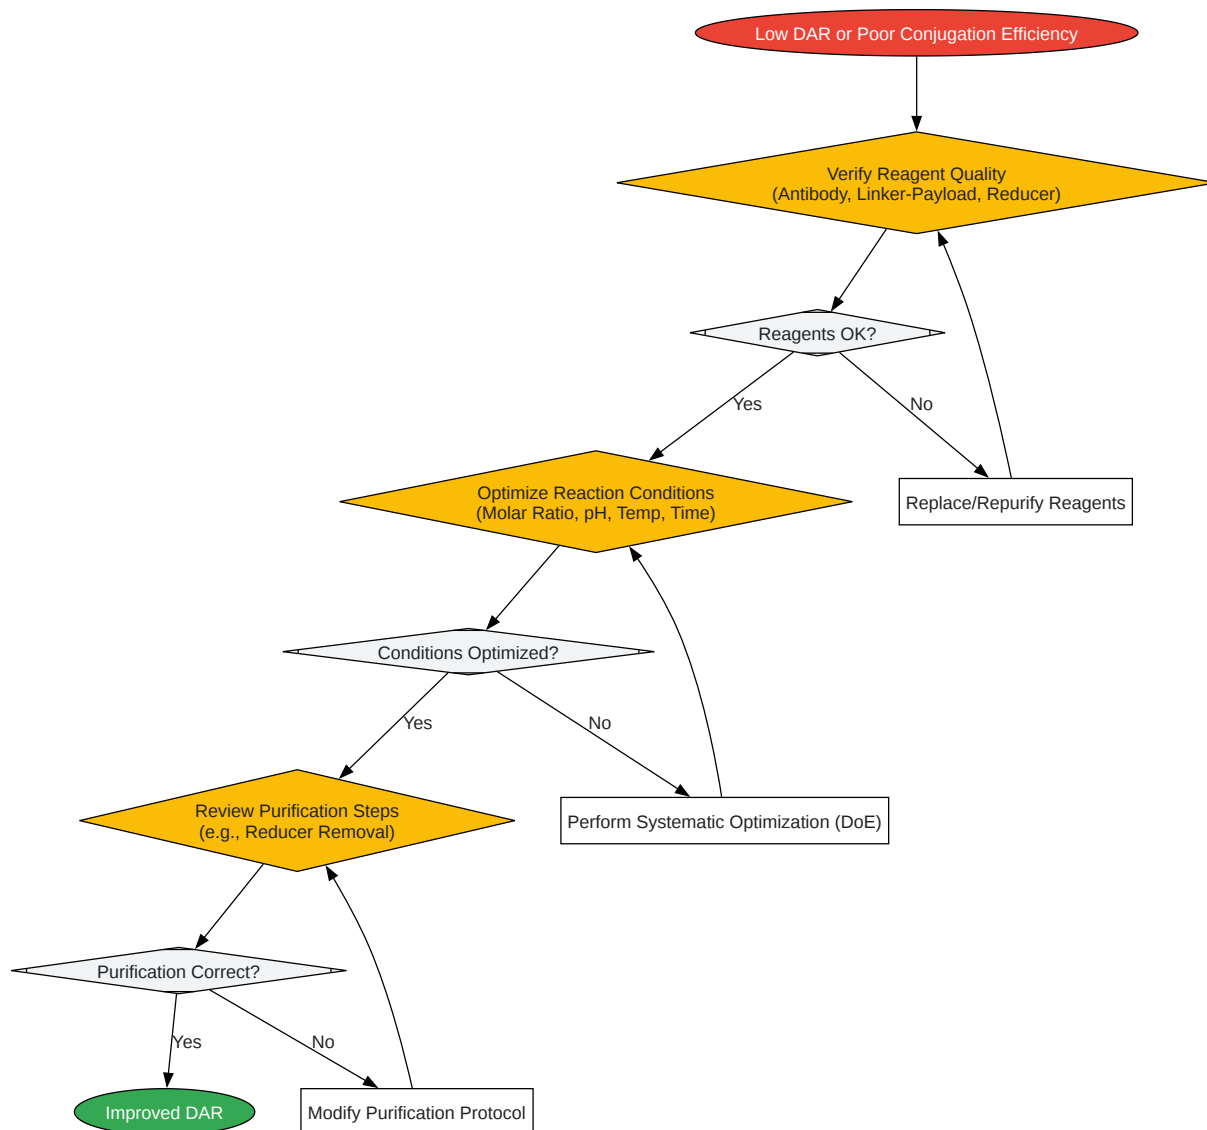 Low DAR or Poor Conjugation Efficiency
Verify Reagent Quality
(Antibody, Linker-Payload, Reducer)
Reagents OK?
Yes
No
Optimize Reaction Conditions
(Molar Ratio, pH, Temp, Time)
Replace/Repurify Reagents
Conditions Optimized?
Yes
No
Review Purification Steps
(e.g., Reducer Removal)
Perform Systematic Optimization (DoE)
Purification Correct?
Yes
No
Improved DAR
Modify Purification Protocol